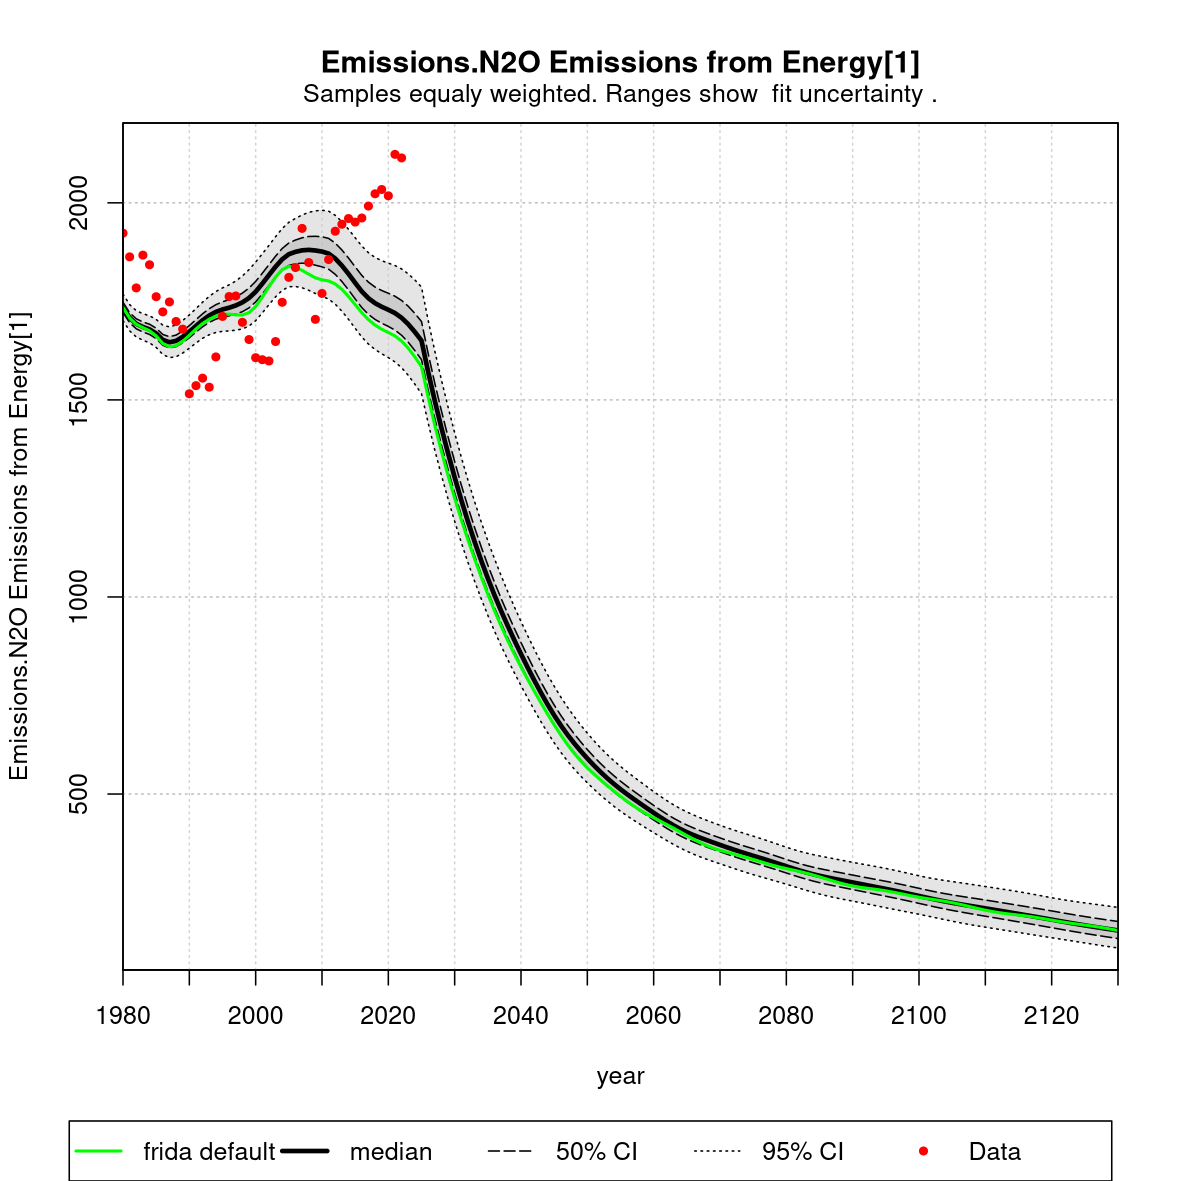 Emissions.N2O Emissions from Energy[1]
Samples equaly weighted. Ranges show  fit uncertainty .
Emissions.N2O Emissions from Energy[1]
2000
1500
1000
500
1980 2000 2020 2040 2060 2080 2100 2120
year
frida default median 50% CI 95% CI Data